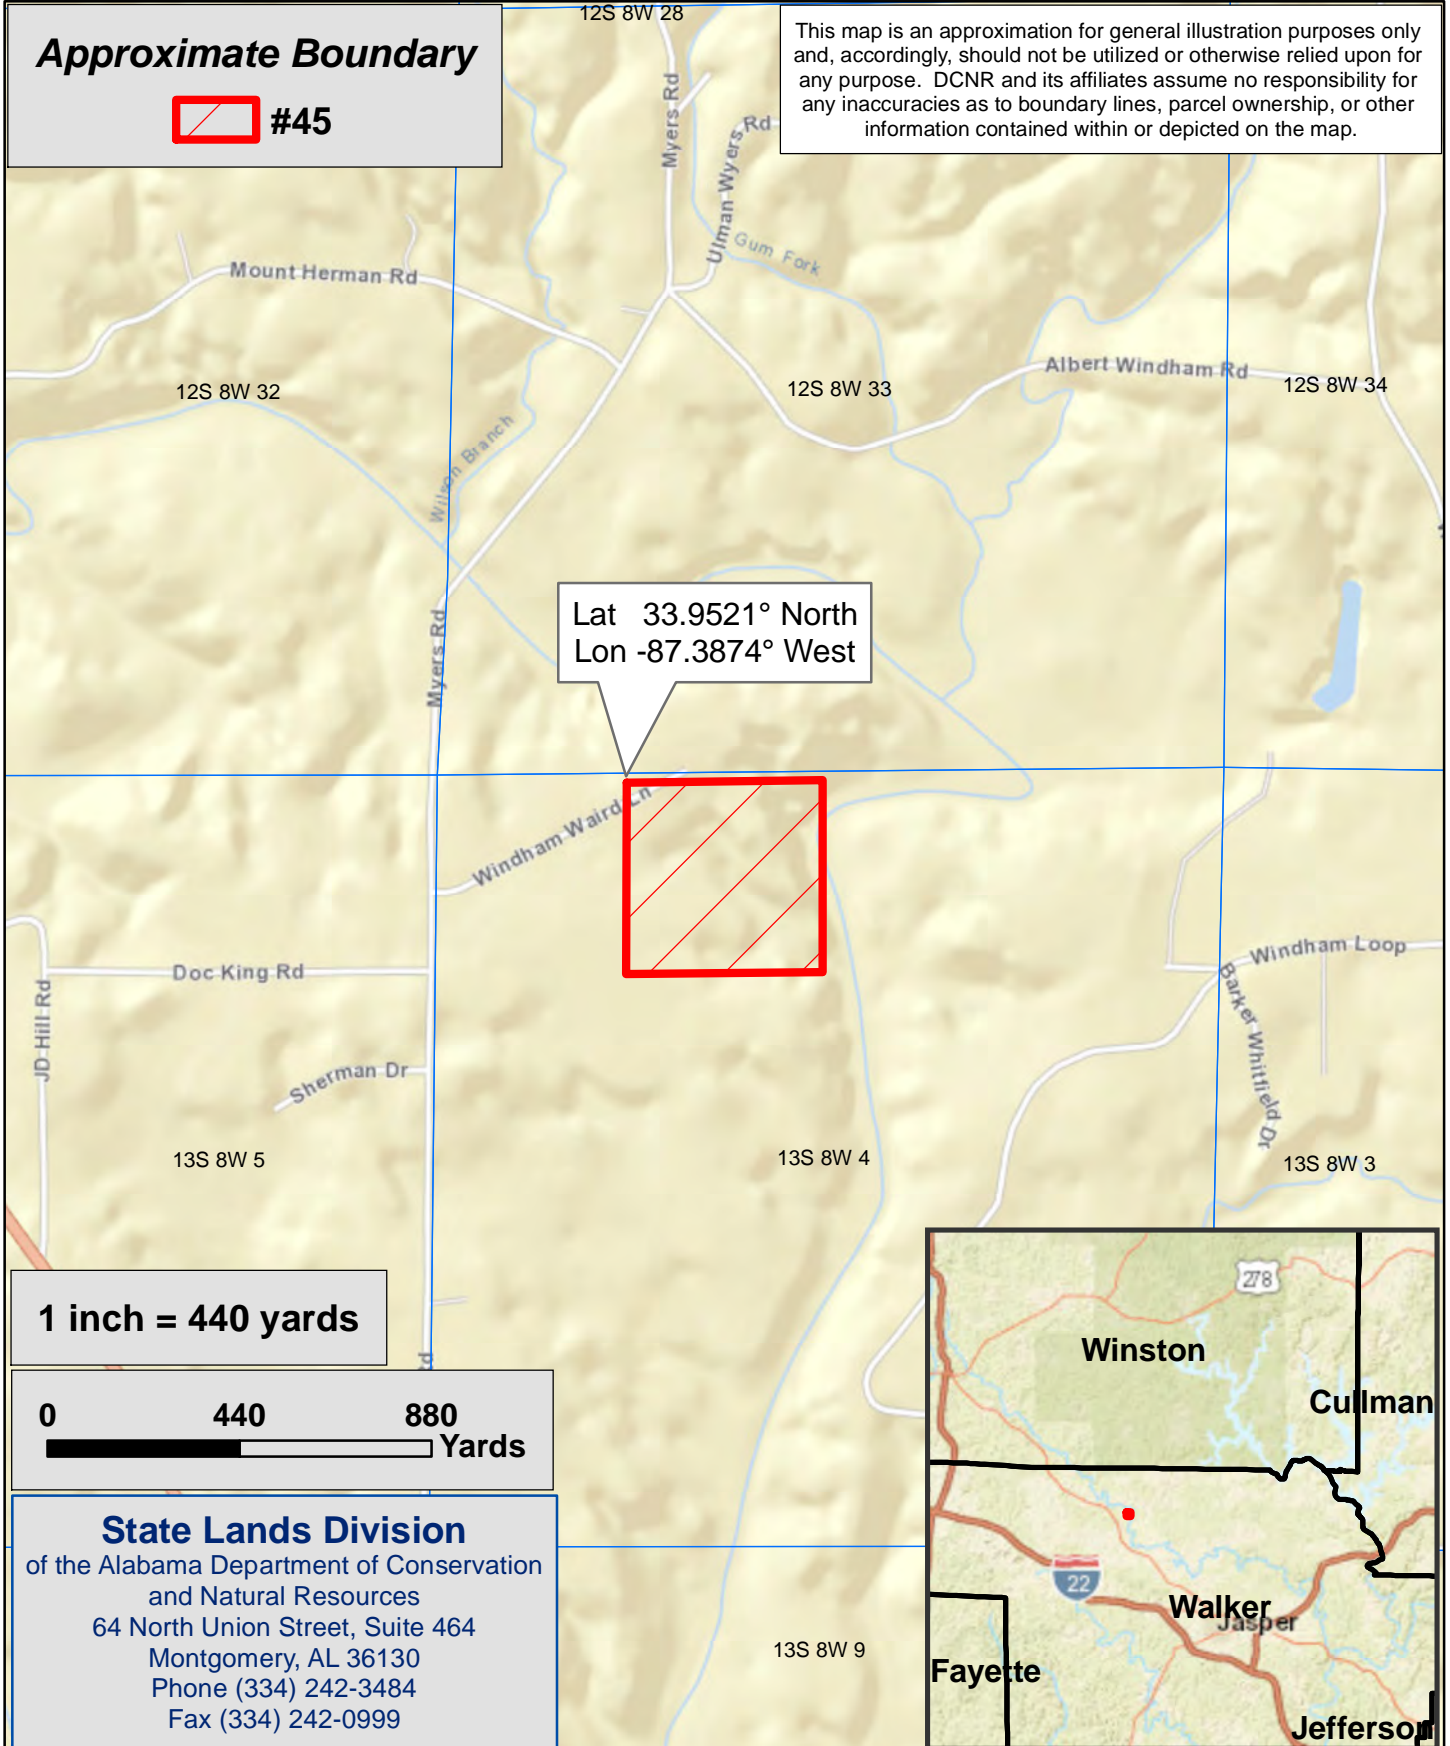 12S 8W 28
Approximate Boundary
#45
This map is an approximation for general illustration purposes only
and, accordingly, should not be utilized or otherwise relied upon for
any purpose. DCNR and its affiliates assume no responsibility for
any inaccuracies as to boundary lines, parcel ownership, or other
information contained within or depicted on the map.
Myers Rd
Ulman Wyers Rd
Gum Fork
Mount Herman Rd
Albert Windham Rd
12S 8W 32
12S 8W 33
12S 8W 34
Wilson Branch
Lat 33.9521° North
Lon -87.3874° West
Myers Rd
Windham Waird Ln
Doc King Rd
Windham Loop
JD Hill Rd
Barker Whitfield Dr
Sherman Dr
13S 8W 5
13S 8W 4
13S 8W 3
1 inch = 440 yards
Rd
0 440 880
Yards
State Lands Division
of the Alabama Department of Conservation
and Natural Resources
64 North Union Street, Suite 464
Montgomery, AL 36130
Phone (334) 242-3484
Fax (334) 242-0999
13S 8W 9
278
Winston
Cullman
22
Walker
Jasper
Fayette
Jefferson